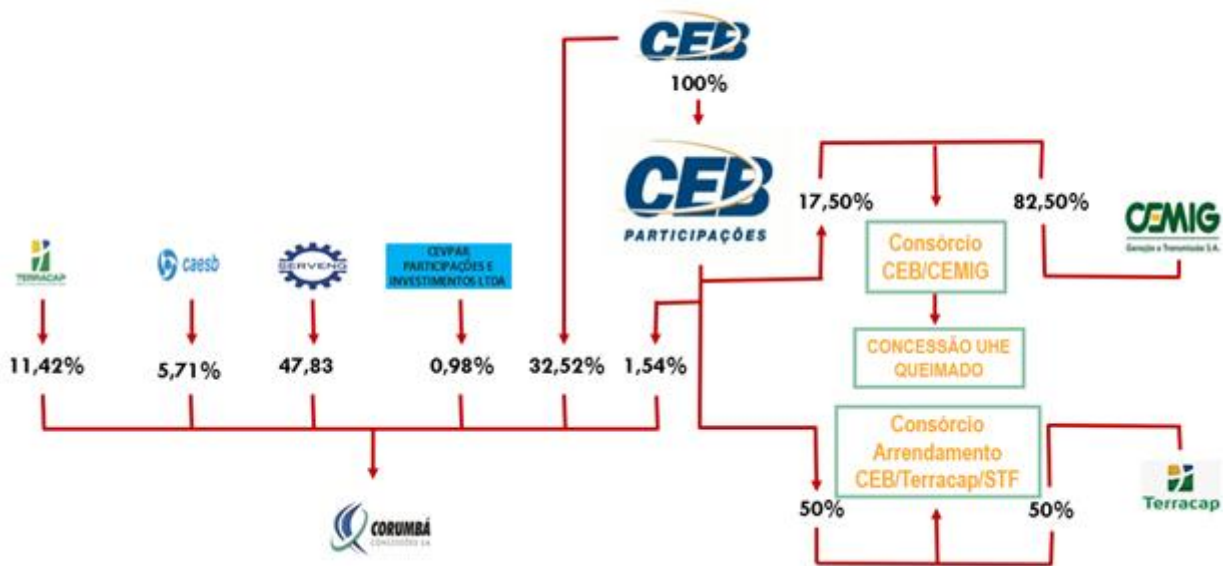 CEB
100%
CEB
PARTICIPAÇÕES
17,50%
82,50%
CEMIG
Geração e Transmissão S.A.
Consórcio
CEB/CEMIG
TERRACAP
caesb
SERVENG
CEVPAR
PARTICIPAÇÕES E
INVESTIMENTOS LTDA
CONCESSÃO UHE
QUEIMADO
11,42%
5,71%
47,83
0,98%
32,52%
1,54%
Consórcio
Arrendamento
CEB/Terracap/STF
50%
50%
Terracap
CORUMBÁ
CONCESSÕES S.A.